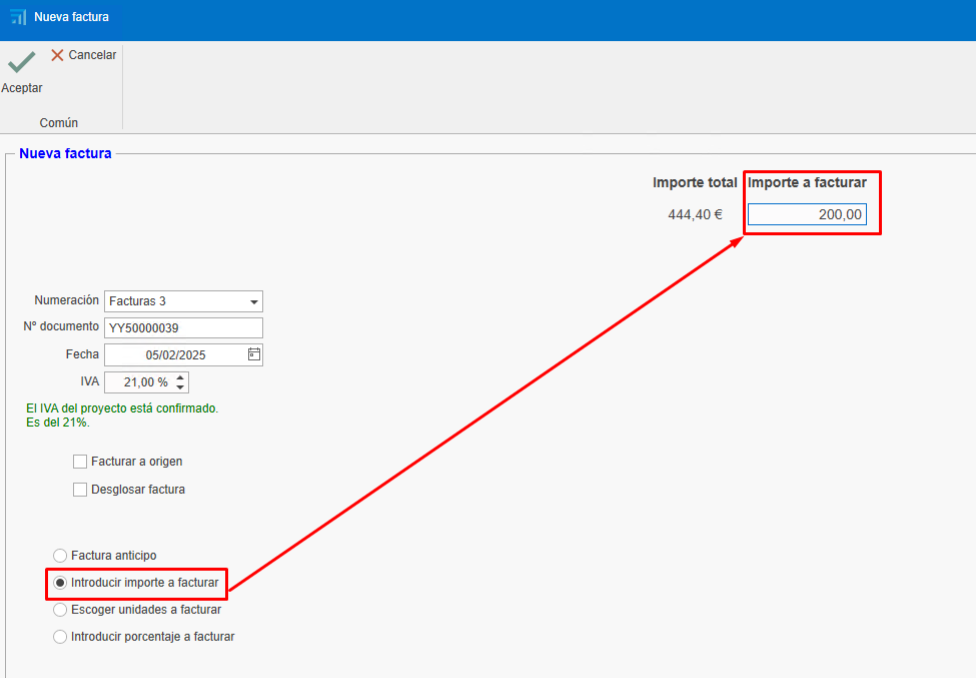 Nueva factura
Cancelar
Aceptar
Común
Nueva factura
Importe total Importe a facturar
444,40 € 200,00
Numeración Facturas 3
Nº documento YY50000039
Fecha 05/02/2025
IVA 21,00 %
El IVA del proyecto está confirmado.
Es del 21%.
Facturar a origen
Desglosar factura
Factura anticipo
Introducir importe a facturar
Escoger unidades a facturar
Introducir porcentaje a facturar